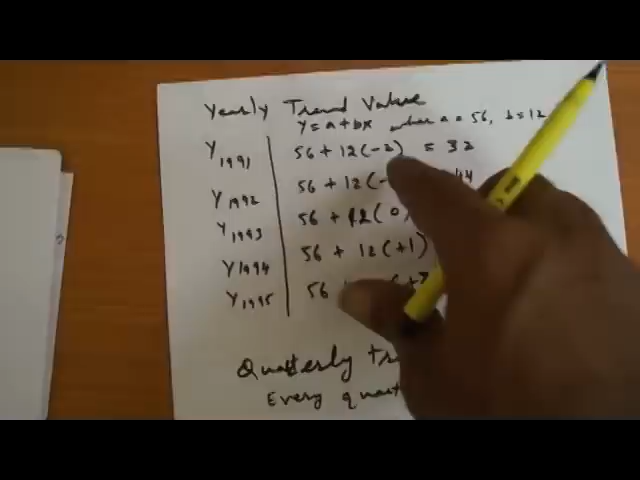 Yearly Trend Value
y = a + bx where a = 56, b = 12
Y1991 56 + 12 (-2) = 32
Y1992 56 + 12 (- 44
Y1993 56 + 12 ( 0
Y1994 56 + 12 (+1)
Y1995 56
Quarterly
Every